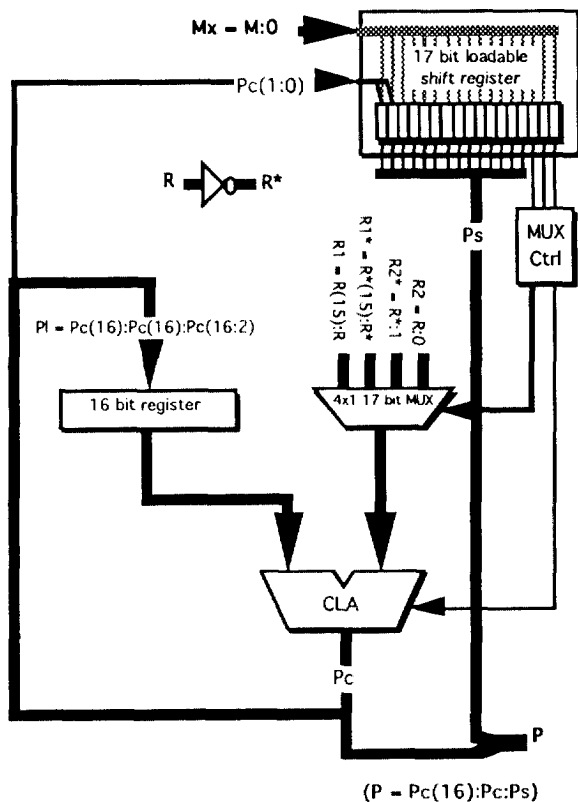 Mx = M:0
17 bit loadable
shift register
Pc(1:0)
R
R*
Ps
MUX
Ctrl
R1 = R(15):R
R1* = R*(15):R*
R2* = R*:1
R2 = R:0
Pl = Pc(16):Pc(16):Pc(16:2)
16 bit register
4x1 17 bit MUX
CLA
Pc
P
(P = Pc(16):Pc:Ps)